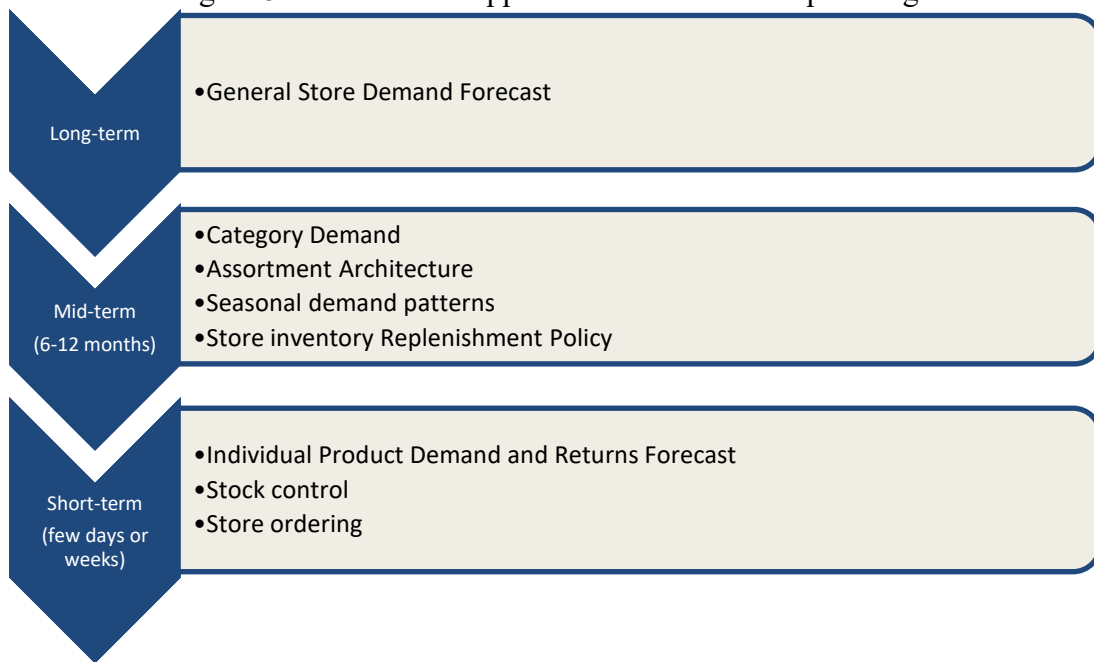 Long-term
•General Store Demand Forecast
Mid-term
(6-12 months)
•Category Demand
•Assortment Architecture
•Seasonal demand patterns
•Store inventory Replenishment Policy
Short-term
(few days or
weeks)
•Individual Product Demand and Returns Forecast
•Stock control
•Store ordering